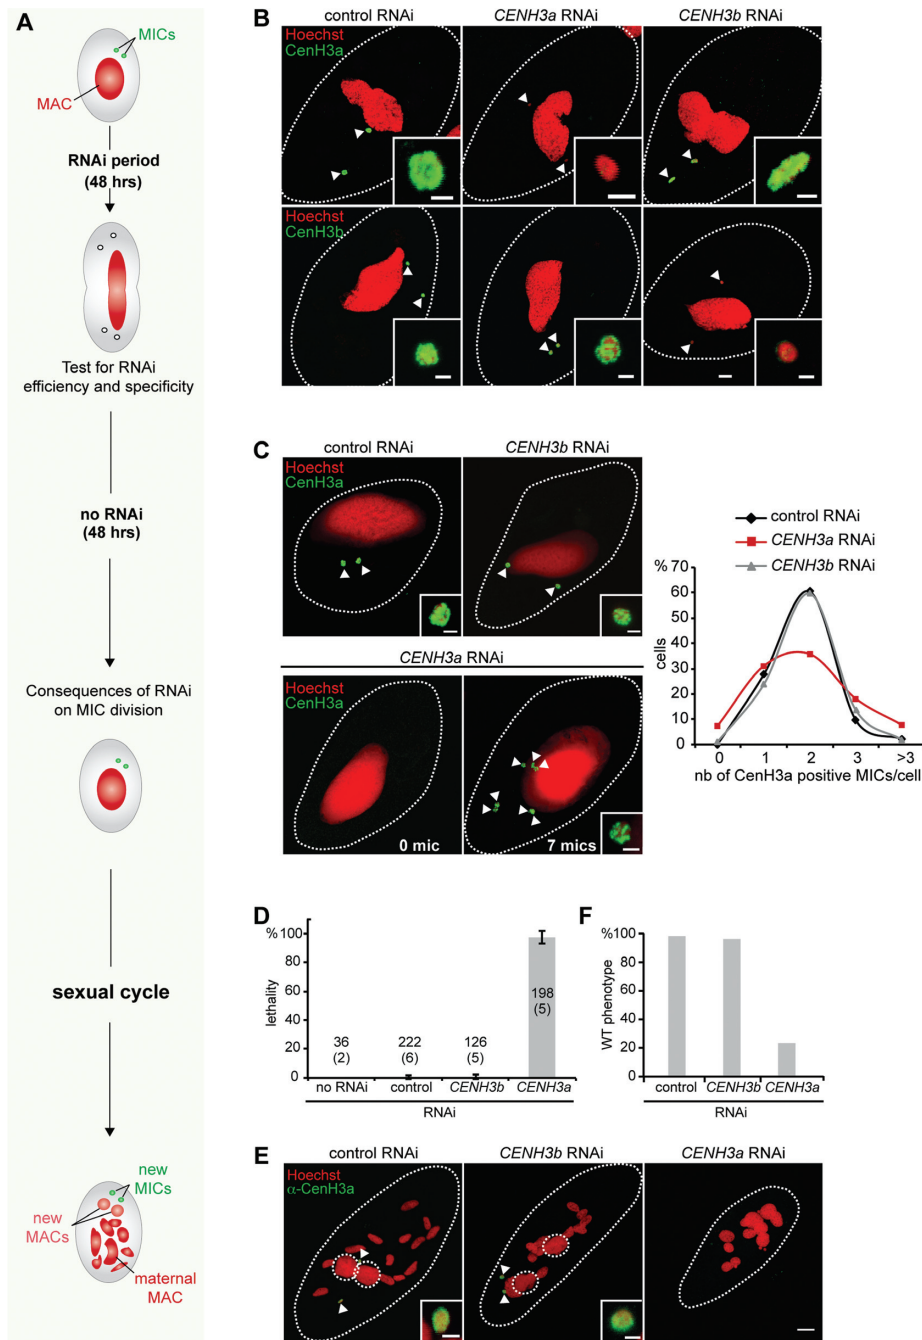 A
MICs
MAC
RNAi period
(48 hrs)
Test for RNAi
efficiency and specificity
no RNAi
(48 hrs)
Consequences of RNAi
on MIC division
sexual cycle
new
MICs
new
MACs
maternal
MAC
B
control RNAi
CENH3a RNAi
CENH3b RNAi
Hoechst
CenH3a
Hoechst
CenH3b
C
control RNAi
CENH3b RNAi
Hoechst
CenH3a
CENH3a RNAi
Hoechst
CenH3a
0 mic
7 mics
control RNAi
CENH3a RNAi
CENH3b RNAi
% 70
60
50
40
30
20
10
0
cells
0 1 2 3 >3
nb of CenH3a positive MICs/cell
D
% 100
80
60
40
20
0
lethality
36
(2)
222
(6)
126
(5)
198
(5)
no RNAi control CENH3b CENH3a
RNAi
F
%100
80
60
40
20
0
WT phenotype
control CENH3b CENH3a
RNAi
E
control RNAi
CENH3b RNAi
CENH3a RNAi
Hoechst
α-CenH3a